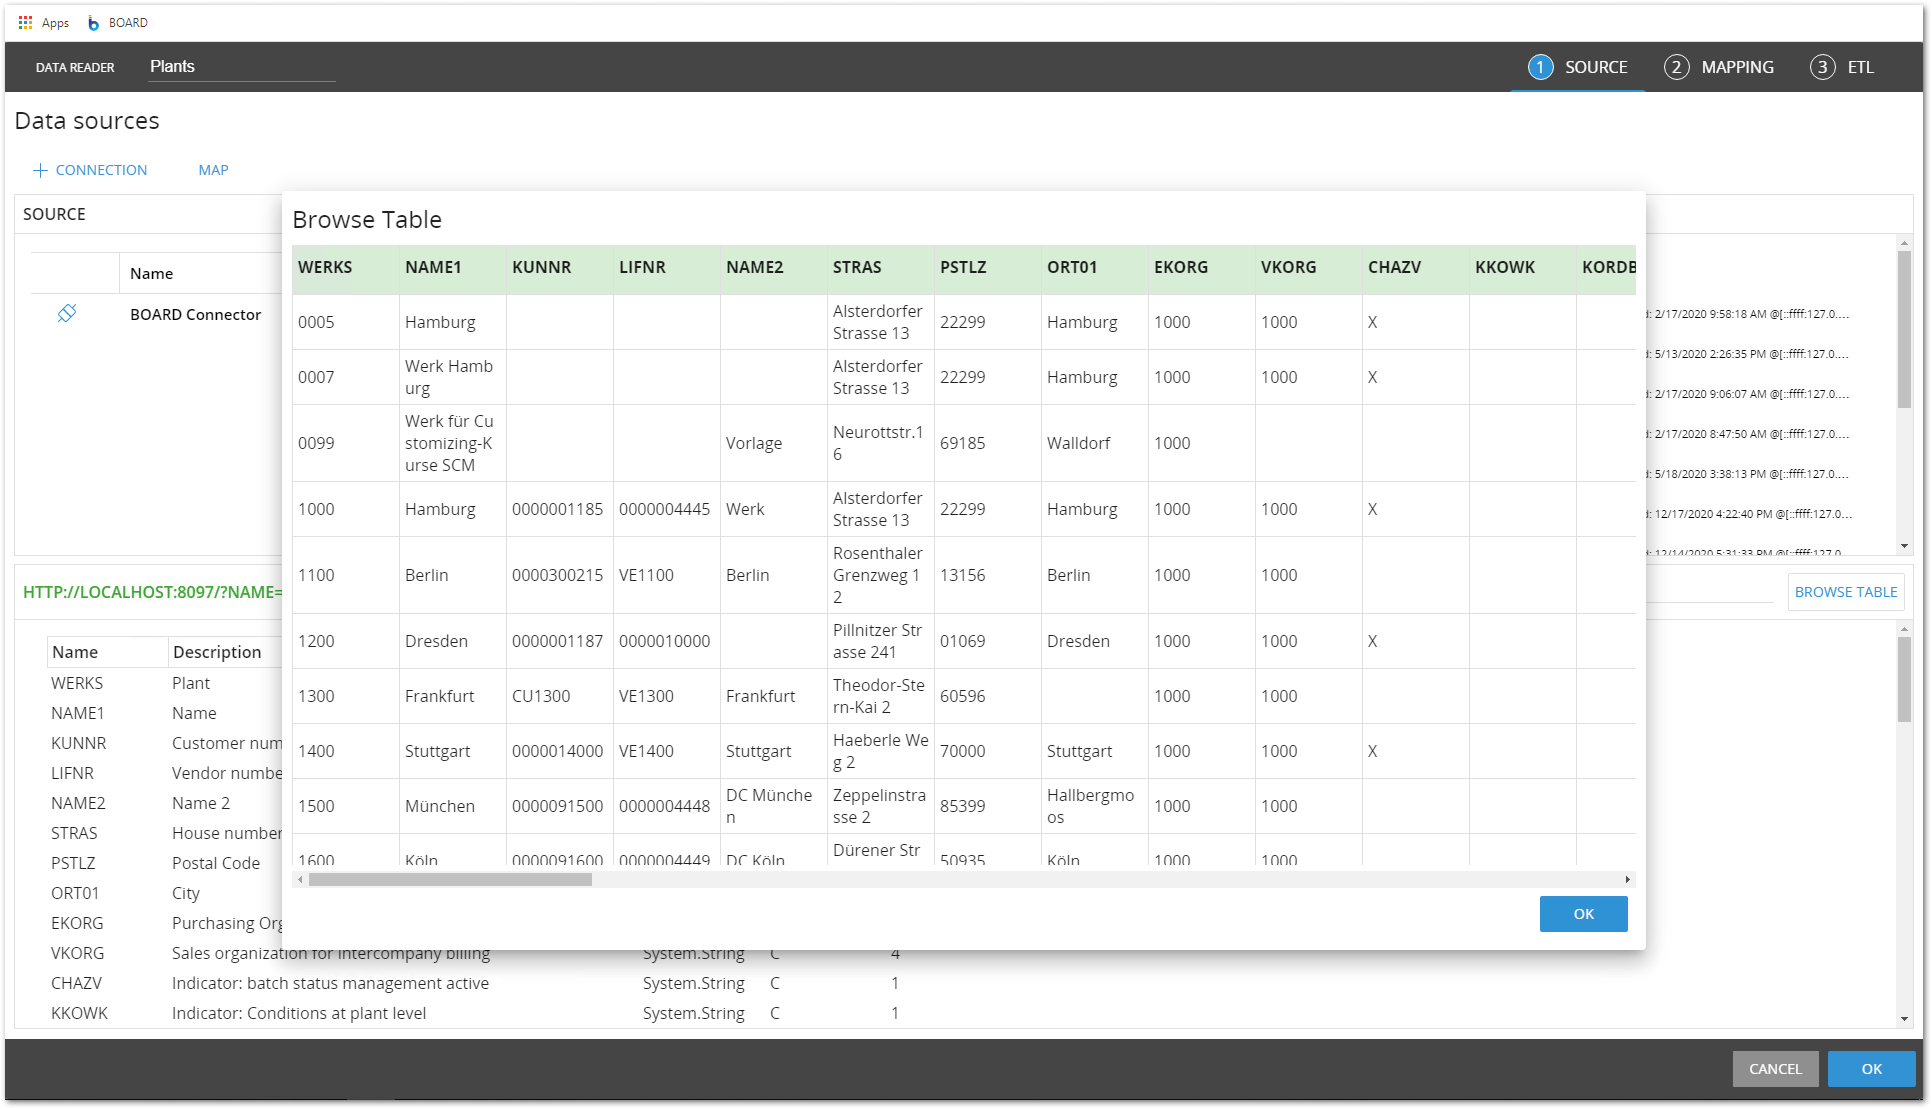 Apps BOARD
DATA READER Plants 1 SOURCE 2 MAPPING 3 ETL
Data sources
+ CONNECTION MAP
SOURCE
Name
BOARD Connector
d: 2/17/2020 9:58:18 AM @[::ffff:127.0....
d: 5/13/2020 2:26:35 PM @[::ffff:127.0....
d: 2/17/2020 9:06:07 AM @[::ffff:127.0....
d: 2/17/2020 8:47:50 AM @[::ffff:127.0....
d: 5/18/2020 3:38:13 PM @[::ffff:127.0....
d: 12/17/2020 4:22:40 PM @[::ffff:127.0...
d: 12/14/2020 5:31:33 PM @[::ffff:127.0
Browse Table
WERKS NAME1 KUNNR LIFNR NAME2 STRAS PSTLZ ORT01 EKORG VKORG CHAZV KKOWK KORDB
0005 Hamburg Alsterdorfer Strasse 13 22299 Hamburg 1000 1000 X
0007 Werk Hamburg Alsterdorfer Strasse 13 22299 Hamburg 1000 1000 X
0099 Werk für Customizing-Kurse SCM Vorlage Neurottstr.16 69185 Walldorf 1000
1000 Hamburg 0000001185 0000004445 Werk Alsterdorfer Strasse 13 22299 Hamburg 1000 1000 X
1100 Berlin 0000300215 VE1100 Berlin Rosenthaler Grenzweg 12 13156 Berlin 1000 1000
1200 Dresden 0000001187 0000010000 Pillnitzer Strasse 241 01069 Dresden 1000 1000 X
1300 Frankfurt CU1300 VE1300 Frankfurt Theodor-Stern-Kai 2 60596 1000 1000
1400 Stuttgart 0000014000 VE1400 Stuttgart Haeberle Weg 2 70000 Stuttgart 1000 1000 X
1500 München 0000091500 0000004448 DC München Zeppelinstrasse 2 85399 Hallbergmoos 1000 1000
1600 Köln 0000091600 0000004449 DC Köln Dürener Str 50935 Köln 1000 1000
OK
HTTP://LOCALHOST:8097/?NAME= BROWSE TABLE
Name Description
WERKS Plant
NAME1 Name
KUNNR Customer num
LIFNR Vendor numbe
NAME2 Name 2
STRAS House number
PSTLZ Postal Code
ORT01 City
EKORG Purchasing Org
VKORG Sales organization for intercompany billing System.String C 4
CHAZV Indicator: batch status management active System.String C 1
KKOWK Indicator: Conditions at plant level System.String C 1
CANCEL OK